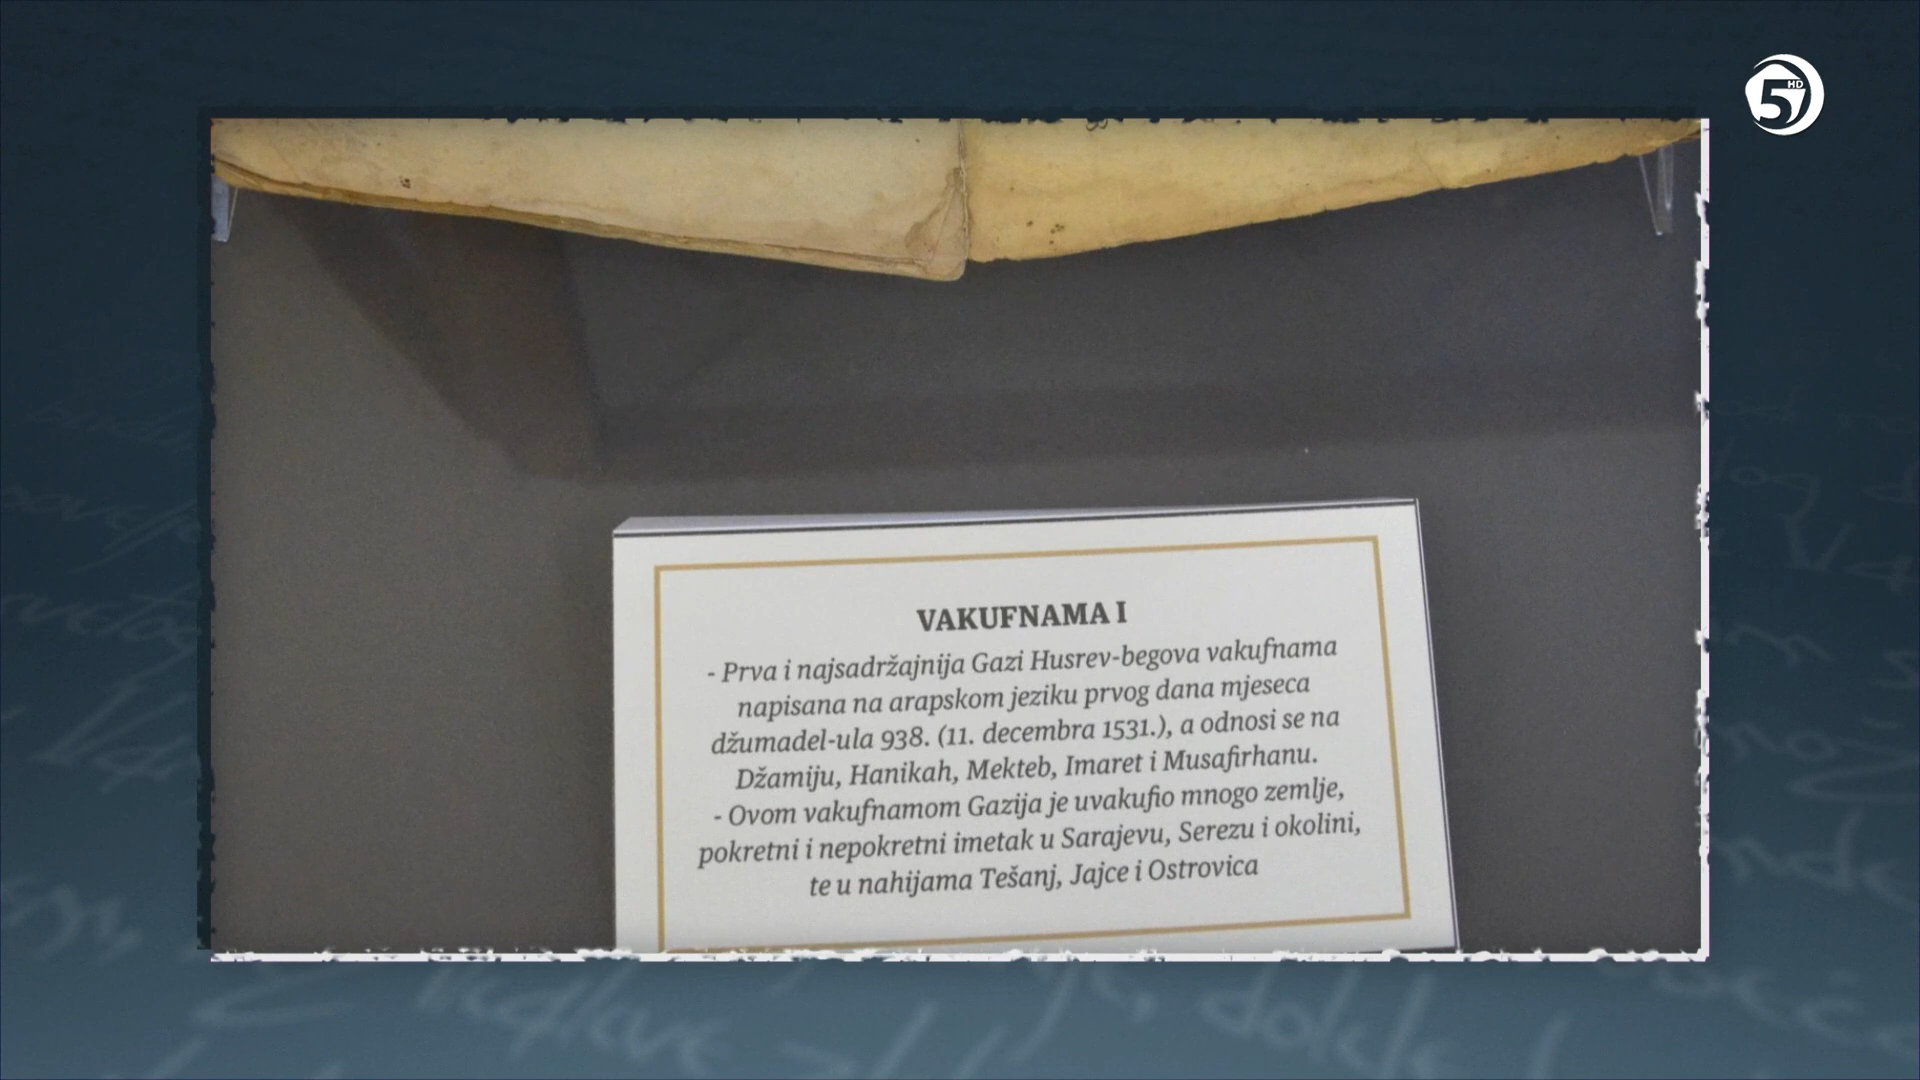 5 HD
VAKUFNAMA I
- Prva i najsadržajnija Gazi Husrev-begova vakufnama
napisana na arapskom jeziku prvog dana mjeseca
džumadel-ula 938. (11. decembra 1531.), a odnosi se na
Džamiju, Hanikah, Mekteb, Imaret i Musafirhanu.
- Ovom vakufnamom Gazija je uvakufio mnogo zemlje,
pokretni i nepokretni imetak u Sarajevu, Serezu i okolini,
te u nahijama Tešanj, Jajce i Ostrovica